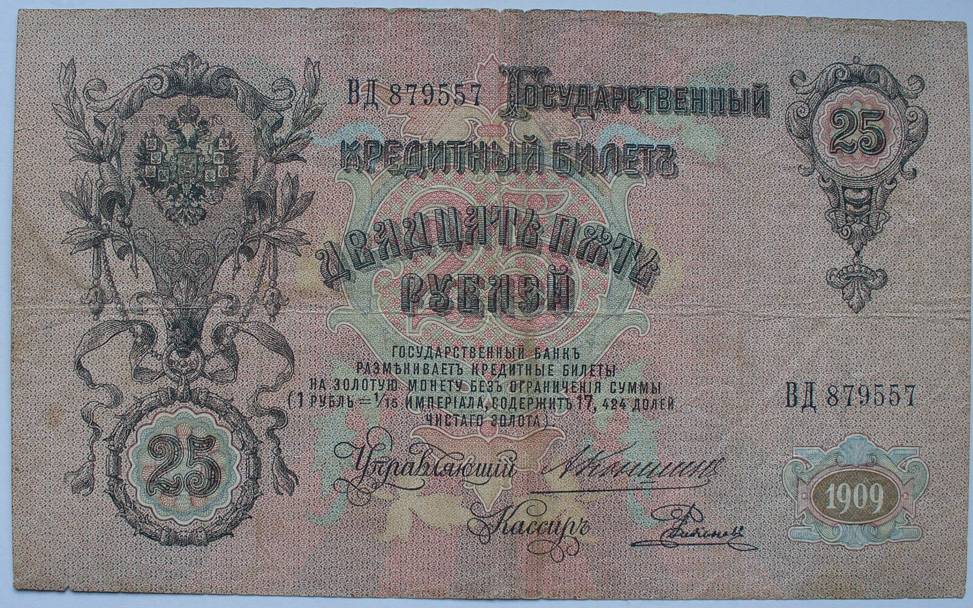 ВД 879557 Государственный
25
Кредитный Билетъ
Двадцать пять
рублей
ГОСУДАРСТВЕННЫЙ БАНКЪ
РАЗМѢНИВАЕТЪ КРЕДИТНЫЕ БИЛЕТЫ
НА ЗОЛОТУЮ МОНЕТУ БЕЗЪ ОГРАНИЧЕНІЯ СУММЫ
(1 РУБЛЬ = 1/15 ИМПЕРІАЛА, СОДЕРЖИТЪ 17, 424 ДОЛЕЙ
ЧИСТАГО ЗОЛОТА).
ВД 879557
25
Управляющій А Коншинъ
1909
Кассиръ